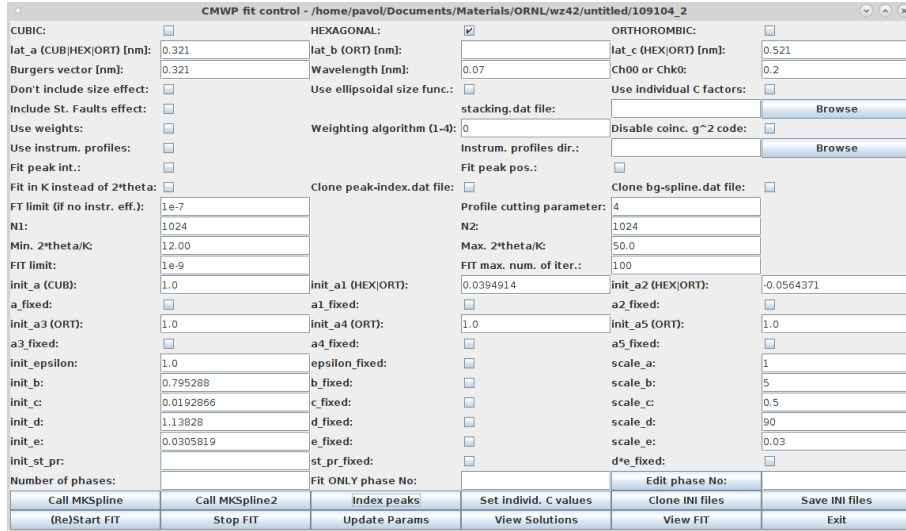 CMWP fit control - /home/pavol/Documents/Materials/ORNL/wz42/untitled/109104_2
CUBIC: HEXAGONAL: ORTHOROMBIC:
lat_a (CUB|HEX|ORT) [nm]: 0.321 lat_b (ORT) [nm]: lat_c (HEX|ORT) [nm]: 0.521
Burgers vector [nm]: 0.321 Wavelength [nm]: 0.07 Ch00 or Chk0: 0.2
Don't include size effect: Use ellipsoidal size func.: Use individual C factors:
Include St. Faults effect: stacking.dat file: Browse
Use weights: Weighting algorithm (1-4): 0 Disable coinc. g^2 code:
Use instrum. profiles: Instrum. profiles dir.: Browse
Fit peak int.: Fit peak pos.:
Fit in K instead of 2*theta: Clone peak-index.dat file: Clone bg-spline.dat file:
FT limit (if no instr. eff.): 1e-7 Profile cutting parameter: 4
N1: 1024 N2: 1024
Min. 2*theta/K: 12.00 Max. 2*theta/K: 50.0
FIT limit: 1e-9 FIT max. num. of iter.: 100
init_a (CUB): 1.0 init_a1 (HEX|ORT): 0.0394914 init_a2 (HEX|ORT): -0.0564371
a_fixed: a1_fixed: a2_fixed:
init_a3 (ORT): 1.0 init_a4 (ORT): 1.0 init_a5 (ORT): 1.0
a3_fixed: a4_fixed: a5_fixed:
init_epsilon: 1.0 epsilon_fixed: scale_a: 1
init_b: 0.795288 b_fixed: scale_b: 5
init_c: 0.0192866 c_fixed: scale_c: 0.5
init_d: 1.13828 d_fixed: scale_d: 90
init_e: 0.0305819 e_fixed: scale_e: 0.03
init_st_pr: st_pr_fixed: d*e_fixed:
Number of phases: Fit ONLY phase No: Edit phase No:
Call MKSpline Call MKSpline2 Index peaks Set individ. C values Clone INI files Save INI files
(Re)Start FIT Stop FIT Update Params View Solutions View FIT Exit